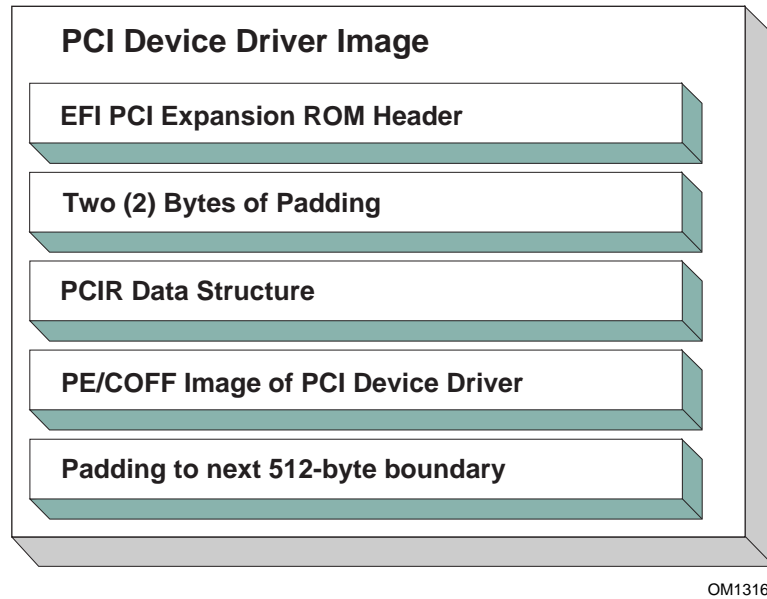 PCI Device Driver Image
EFI PCI Expansion ROM Header
Two (2) Bytes of Padding
PCIR Data Structure
PE/COFF Image of PCI Device Driver
Padding to next 512-byte boundary
OM1316